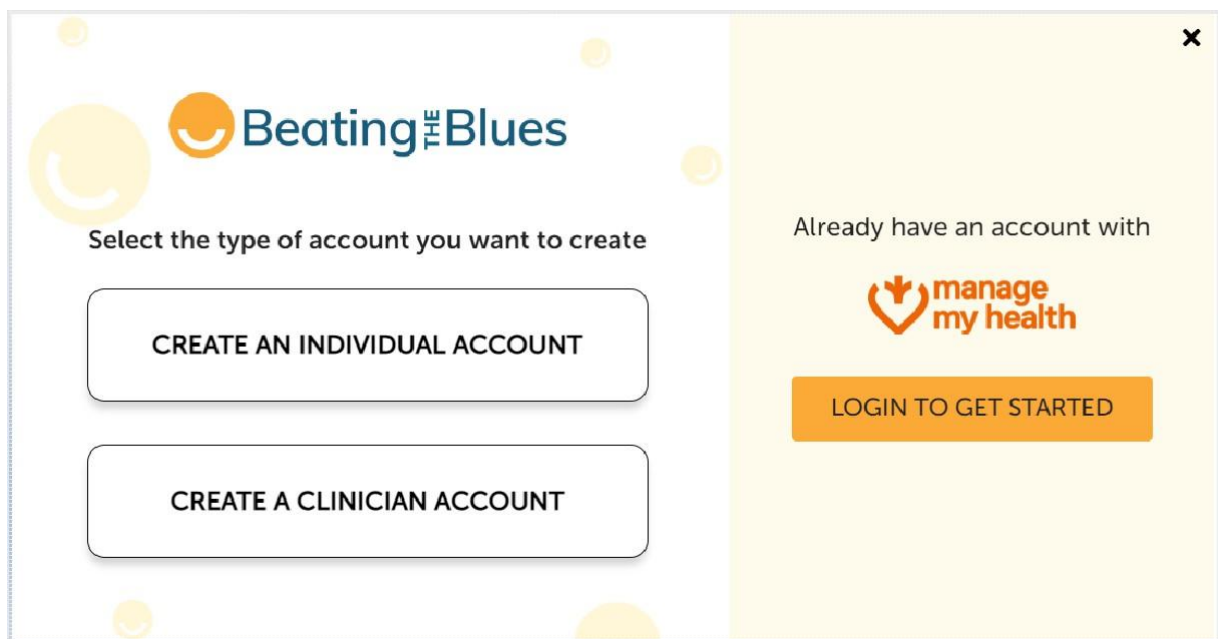 Beating THE Blues
Select the type of account you want to create
CREATE AN INDIVIDUAL ACCOUNT
CREATE A CLINICIAN ACCOUNT
Already have an account with
manage
my health
LOGIN TO GET STARTED